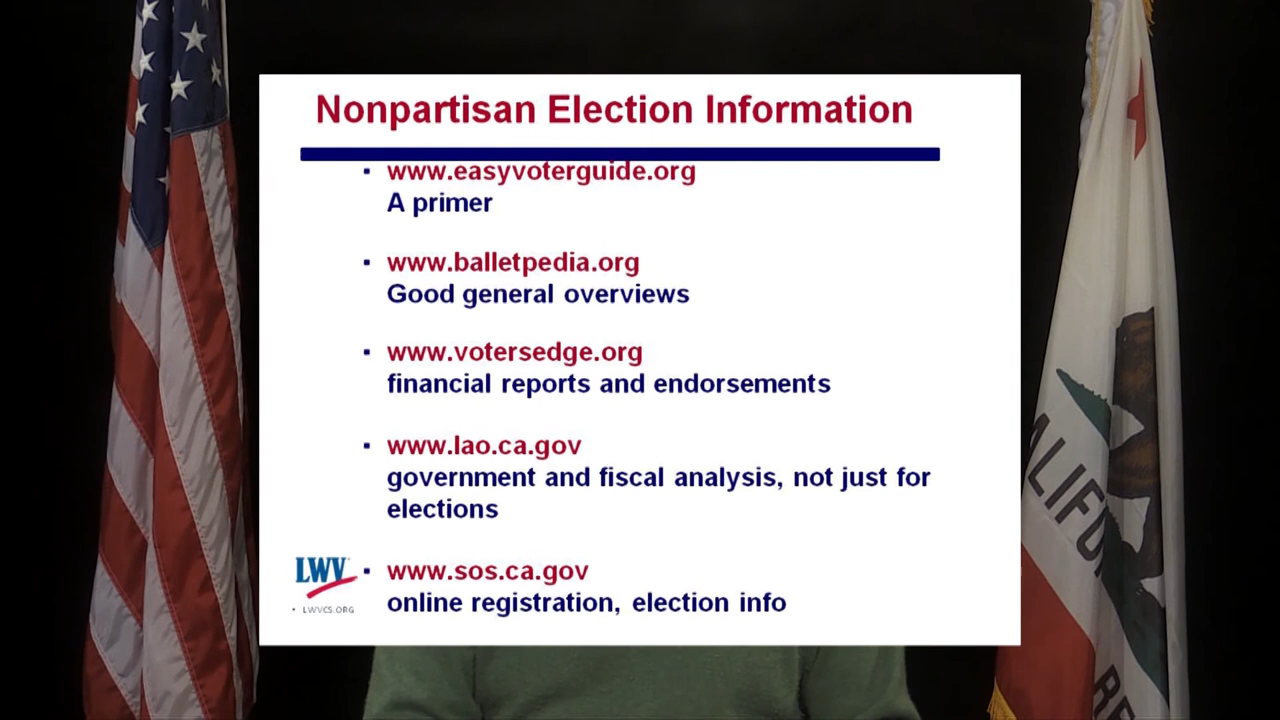 Nonpartisan Election Information
▪ www.easyvoterguide.org
A primer
▪ www.balletpedia.org
Good general overviews
▪ www.votersedge.org
financial reports and endorsements
▪ www.lao.ca.gov
government and fiscal analysis, not just for
elections
LWV
• LWVCS.ORG
▪ www.sos.ca.gov
online registration, election info
ALIFO
RE